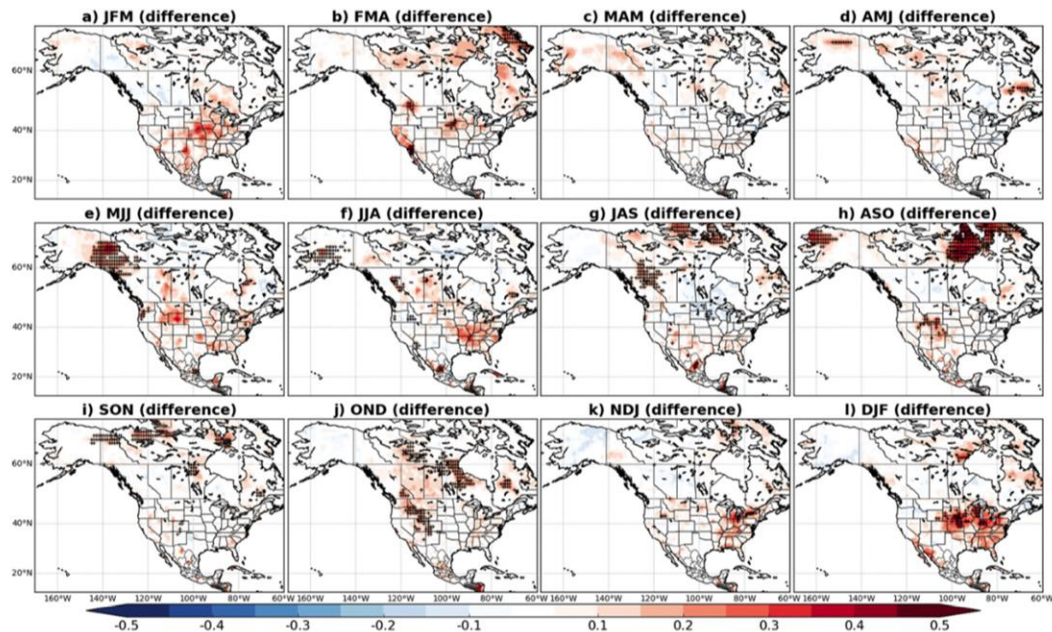 a) JFM (difference) b) FMA (difference) c) MAM (difference) d) AMJ (difference)
60°N
40°N
20°N
e) MJJ (difference) f) JJA (difference) g) JAS (difference) h) ASO (difference)
60°N
40°N
20°N
i) SON (difference) j) OND (difference) k) NDJ (difference) l) DJF (difference)
60°N
40°N
20°N
160°W 140°W 120°W 100°W 80°W 60°W 160°W 140°W 120°W 100°W 80°W 60°W 160°W 140°W 120°W 100°W 80°W 60°W 160°W 140°W 120°W 100°W 80°W 60°W
-0.5 -0.4 -0.3 -0.2 -0.1 0.1 0.2 0.3 0.4 0.5